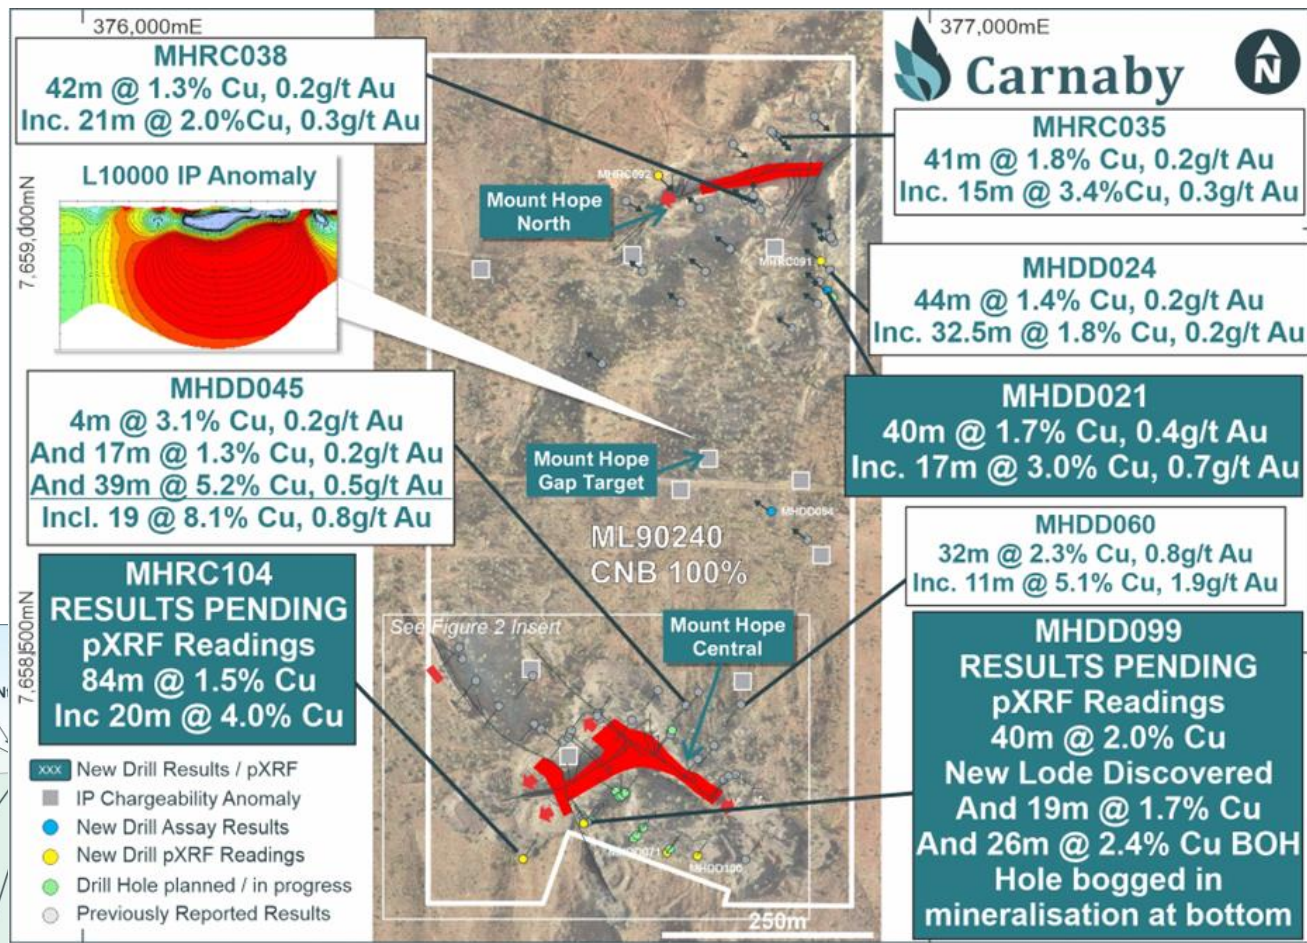 376,000mE
377,000mE
Carnaby
N
MHRC038
42m @ 1.3% Cu, 0.2g/t Au
Inc. 21m @ 2.0%Cu, 0.3g/t Au
MHRC035
41m @ 1.8% Cu, 0.2g/t Au
Inc. 15m @ 3.4%Cu, 0.3g/t Au
L10000 IP Anomaly
MHRC092
Mount Hope
North
7,659,000mN
MHRC091
MHDD024
44m @ 1.4% Cu, 0.2g/t Au
Inc. 32.5m @ 1.8% Cu, 0.2g/t Au
MHDD021
40m @ 1.7% Cu, 0.4g/t Au
Inc. 17m @ 3.0% Cu, 0.7g/t Au
MHDD045
4m @ 3.1% Cu, 0.2g/t Au
And 17m @ 1.3% Cu, 0.2g/t Au
And 39m @ 5.2% Cu, 0.5g/t Au
Incl. 19 @ 8.1% Cu, 0.8g/t Au
Mount Hope
Gap Target
ML90240
CNB 100%
MHDD060
32m @ 2.3% Cu, 0.8g/t Au
Inc. 11m @ 5.1% Cu, 1.9g/t Au
MHRC104
RESULTS PENDING
pXRF Readings
84m @ 1.5% Cu
Inc 20m @ 4.0% Cu
7,658,500mN
See Figure 2 Insert
Mount Hope
Central
MHDD099
RESULTS PENDING
pXRF Readings
40m @ 2.0% Cu
New Lode Discovered
And 19m @ 1.7% Cu
And 26m @ 2.4% Cu BOH
Hole bogged in
mineralisation at bottom
XXX New Drill Results / pXRF
IP Chargeability Anomaly
New Drill Assay Results
New Drill pXRF Readings
Drill Hole planned / in progress
Previously Reported Results
MHDD100
250m